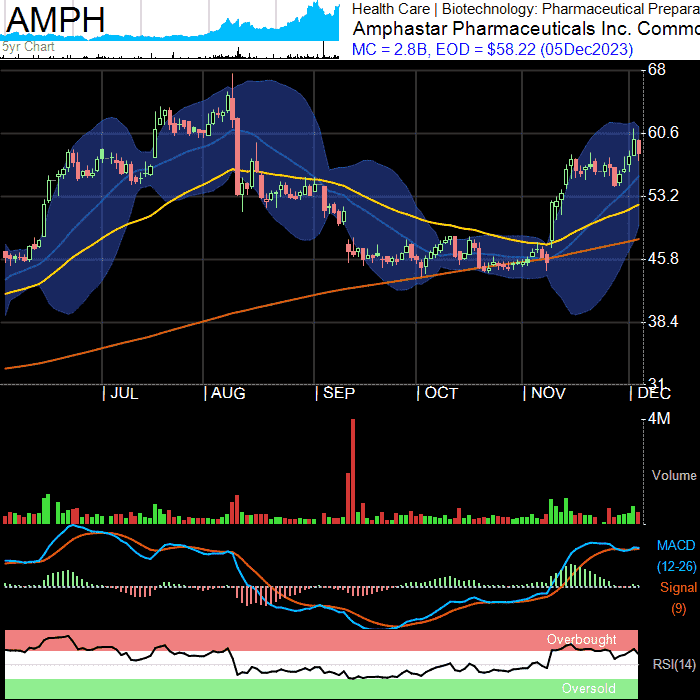 AMPH
5yr Chart
Health Care | Biotechnology: Pharmaceutical Prepara
Amphastar Pharmaceuticals Inc. Commo
MC = 2.8B, EOD = $58.22 (05Dec2023)
68
60.6
53.2
45.8
38.4
31
JUL AUG SEP OCT NOV DEC
4M
Volume
MACD
(12-26)
Signal
(9)
Overbought
RSI(14)
Oversold